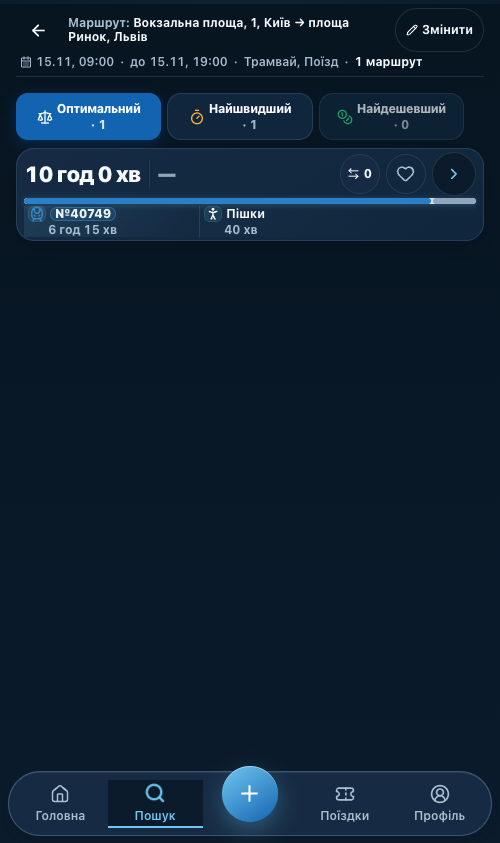 Маршрут: Вокзальна площа, 1, Київ → площа
Ринок, Львів
Змінити
15.11, 09:00 · до 15.11, 19:00 · Трамвай, Поїзд · 1 маршрут
Оптимальний
· 1
Найшвидший
· 1
Найдешевший
· 0
10 год 0 хв —
0
№40749
6 год 15 хв
Пішки
40 хв
Головна
Пошук
Поїздки
Профіль